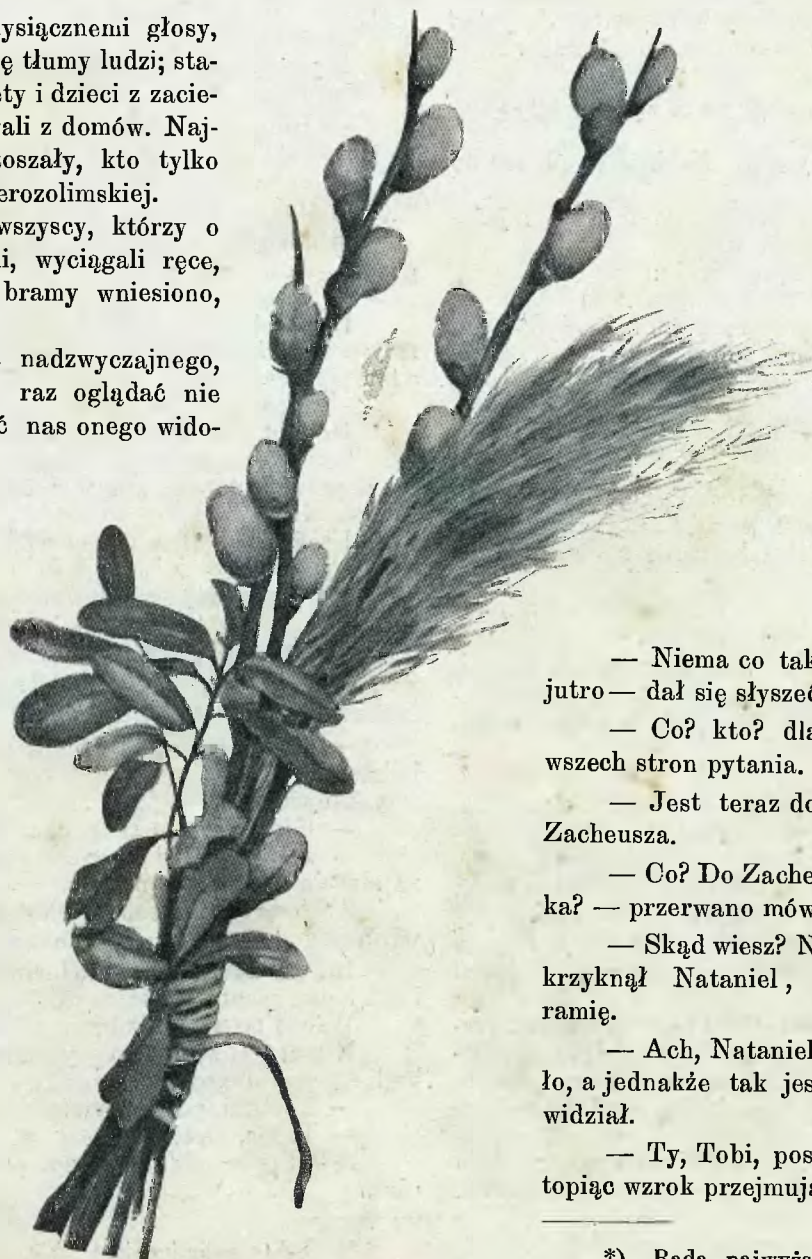 ysiącznemi głosy,
ę tłumy ludzi; sta-
ety i dzieci z zacie-
ali z domów. Naj-
oszały, kto tylko
erozolimskiej.
wszyscy, którzy o
i, wyciągali ręce,
bramy wniesiono,
nadzwyczajnego,
raz oglądać nie
ć nas onego wido-
— Niema co tak
jutro — dał się słyszeć
— Co? kto? dla
wszech stron pytania.
— Jest teraz do
Zacheusza.
— Co? Do Zache
ka? — przerwano mów
— Skąd wiesz? N
krzyknął Nataniel,
ramię.
— Ach, Nataniel
ło, a jednakże tak jes
widział.
— Ty, Tobi, pos
topiąc wzrok przejmują
*) Rada najwyżs